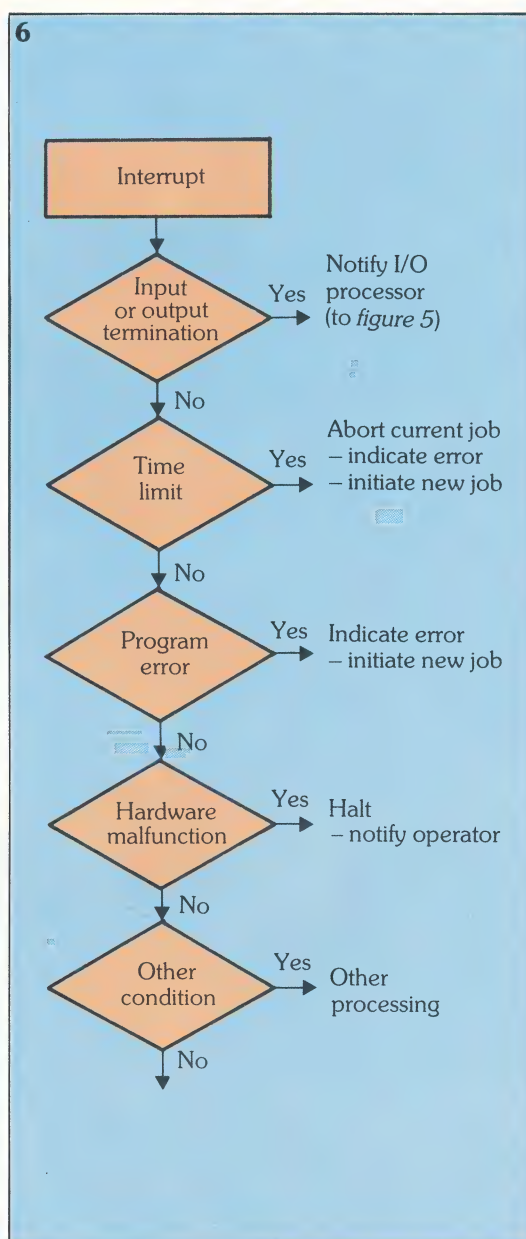 6
Interrupt
Input
or output
termination
Yes
Notify I/O
processor
(to figure 5)
No
Time
limit
Yes
Abort current job
– indicate error
– initiate new job
No
Program
error
Yes
Indicate error
– initiate new job
No
Hardware
malfunction
Yes
Halt
– notify operator
No
Other
condition
Yes
Other
processing
No